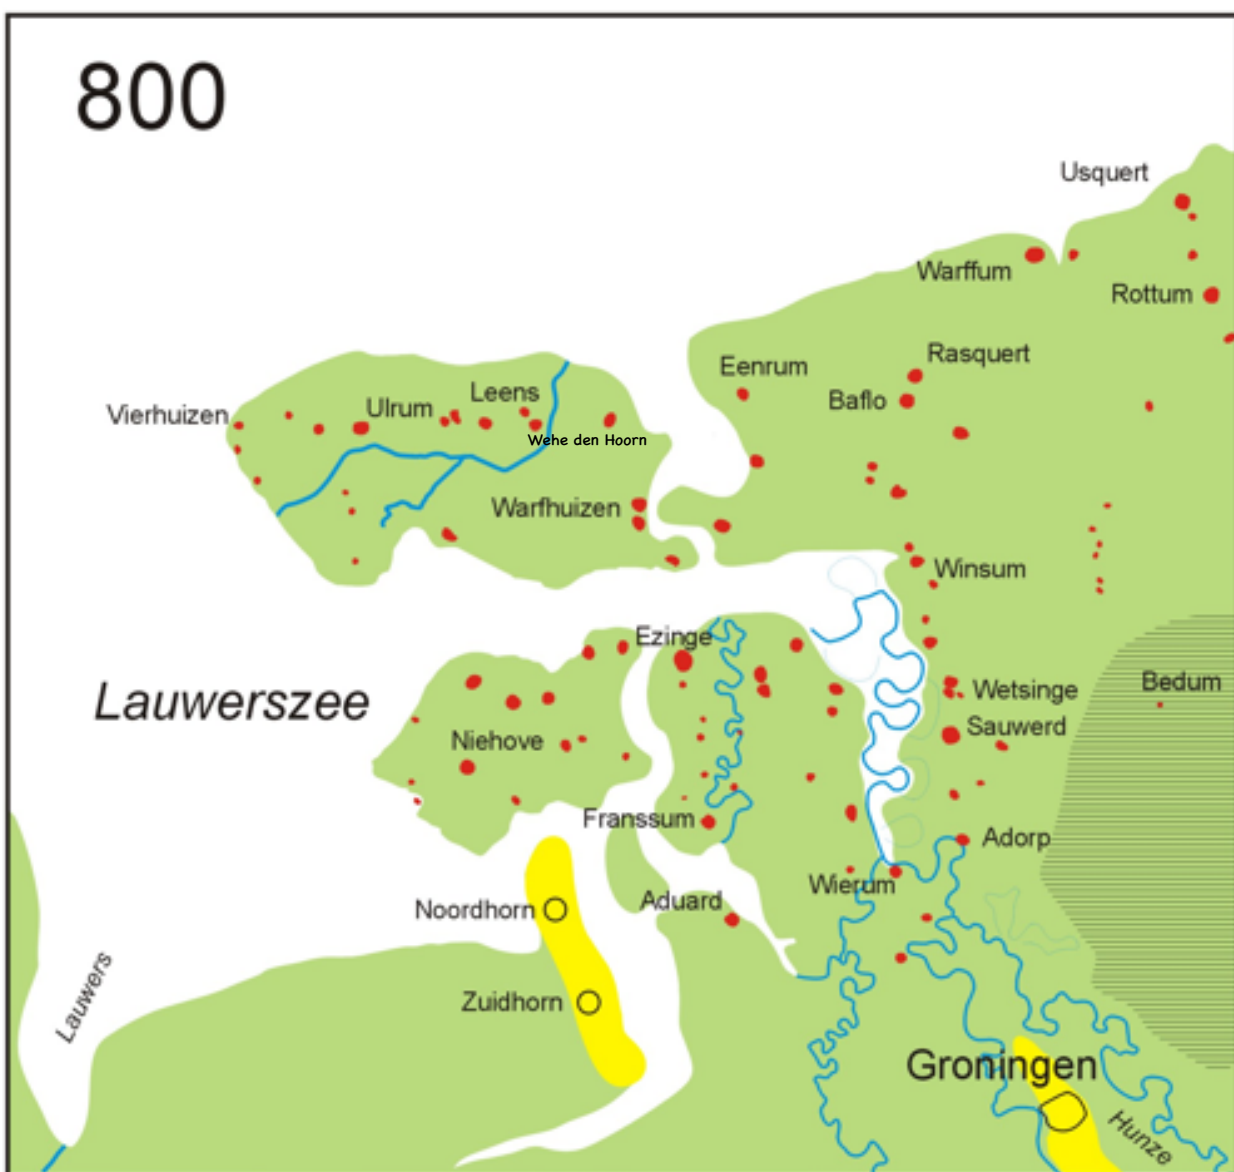 800
Usquert
Warffum
Rottum
Rasquert
Eenrum
Baflo
Leens
Ulrum
Vierhuizen
Wehe den Hoorn
Warfhuizen
Winsum
Ezinge
Lauwerszee
Wetsinge
Bedum
Sauwerd
Niehove
Franssum
Adorp
Wierum
Aduard
Noordhorn
Lauwers
Zuidhorn
Groningen
Hunze